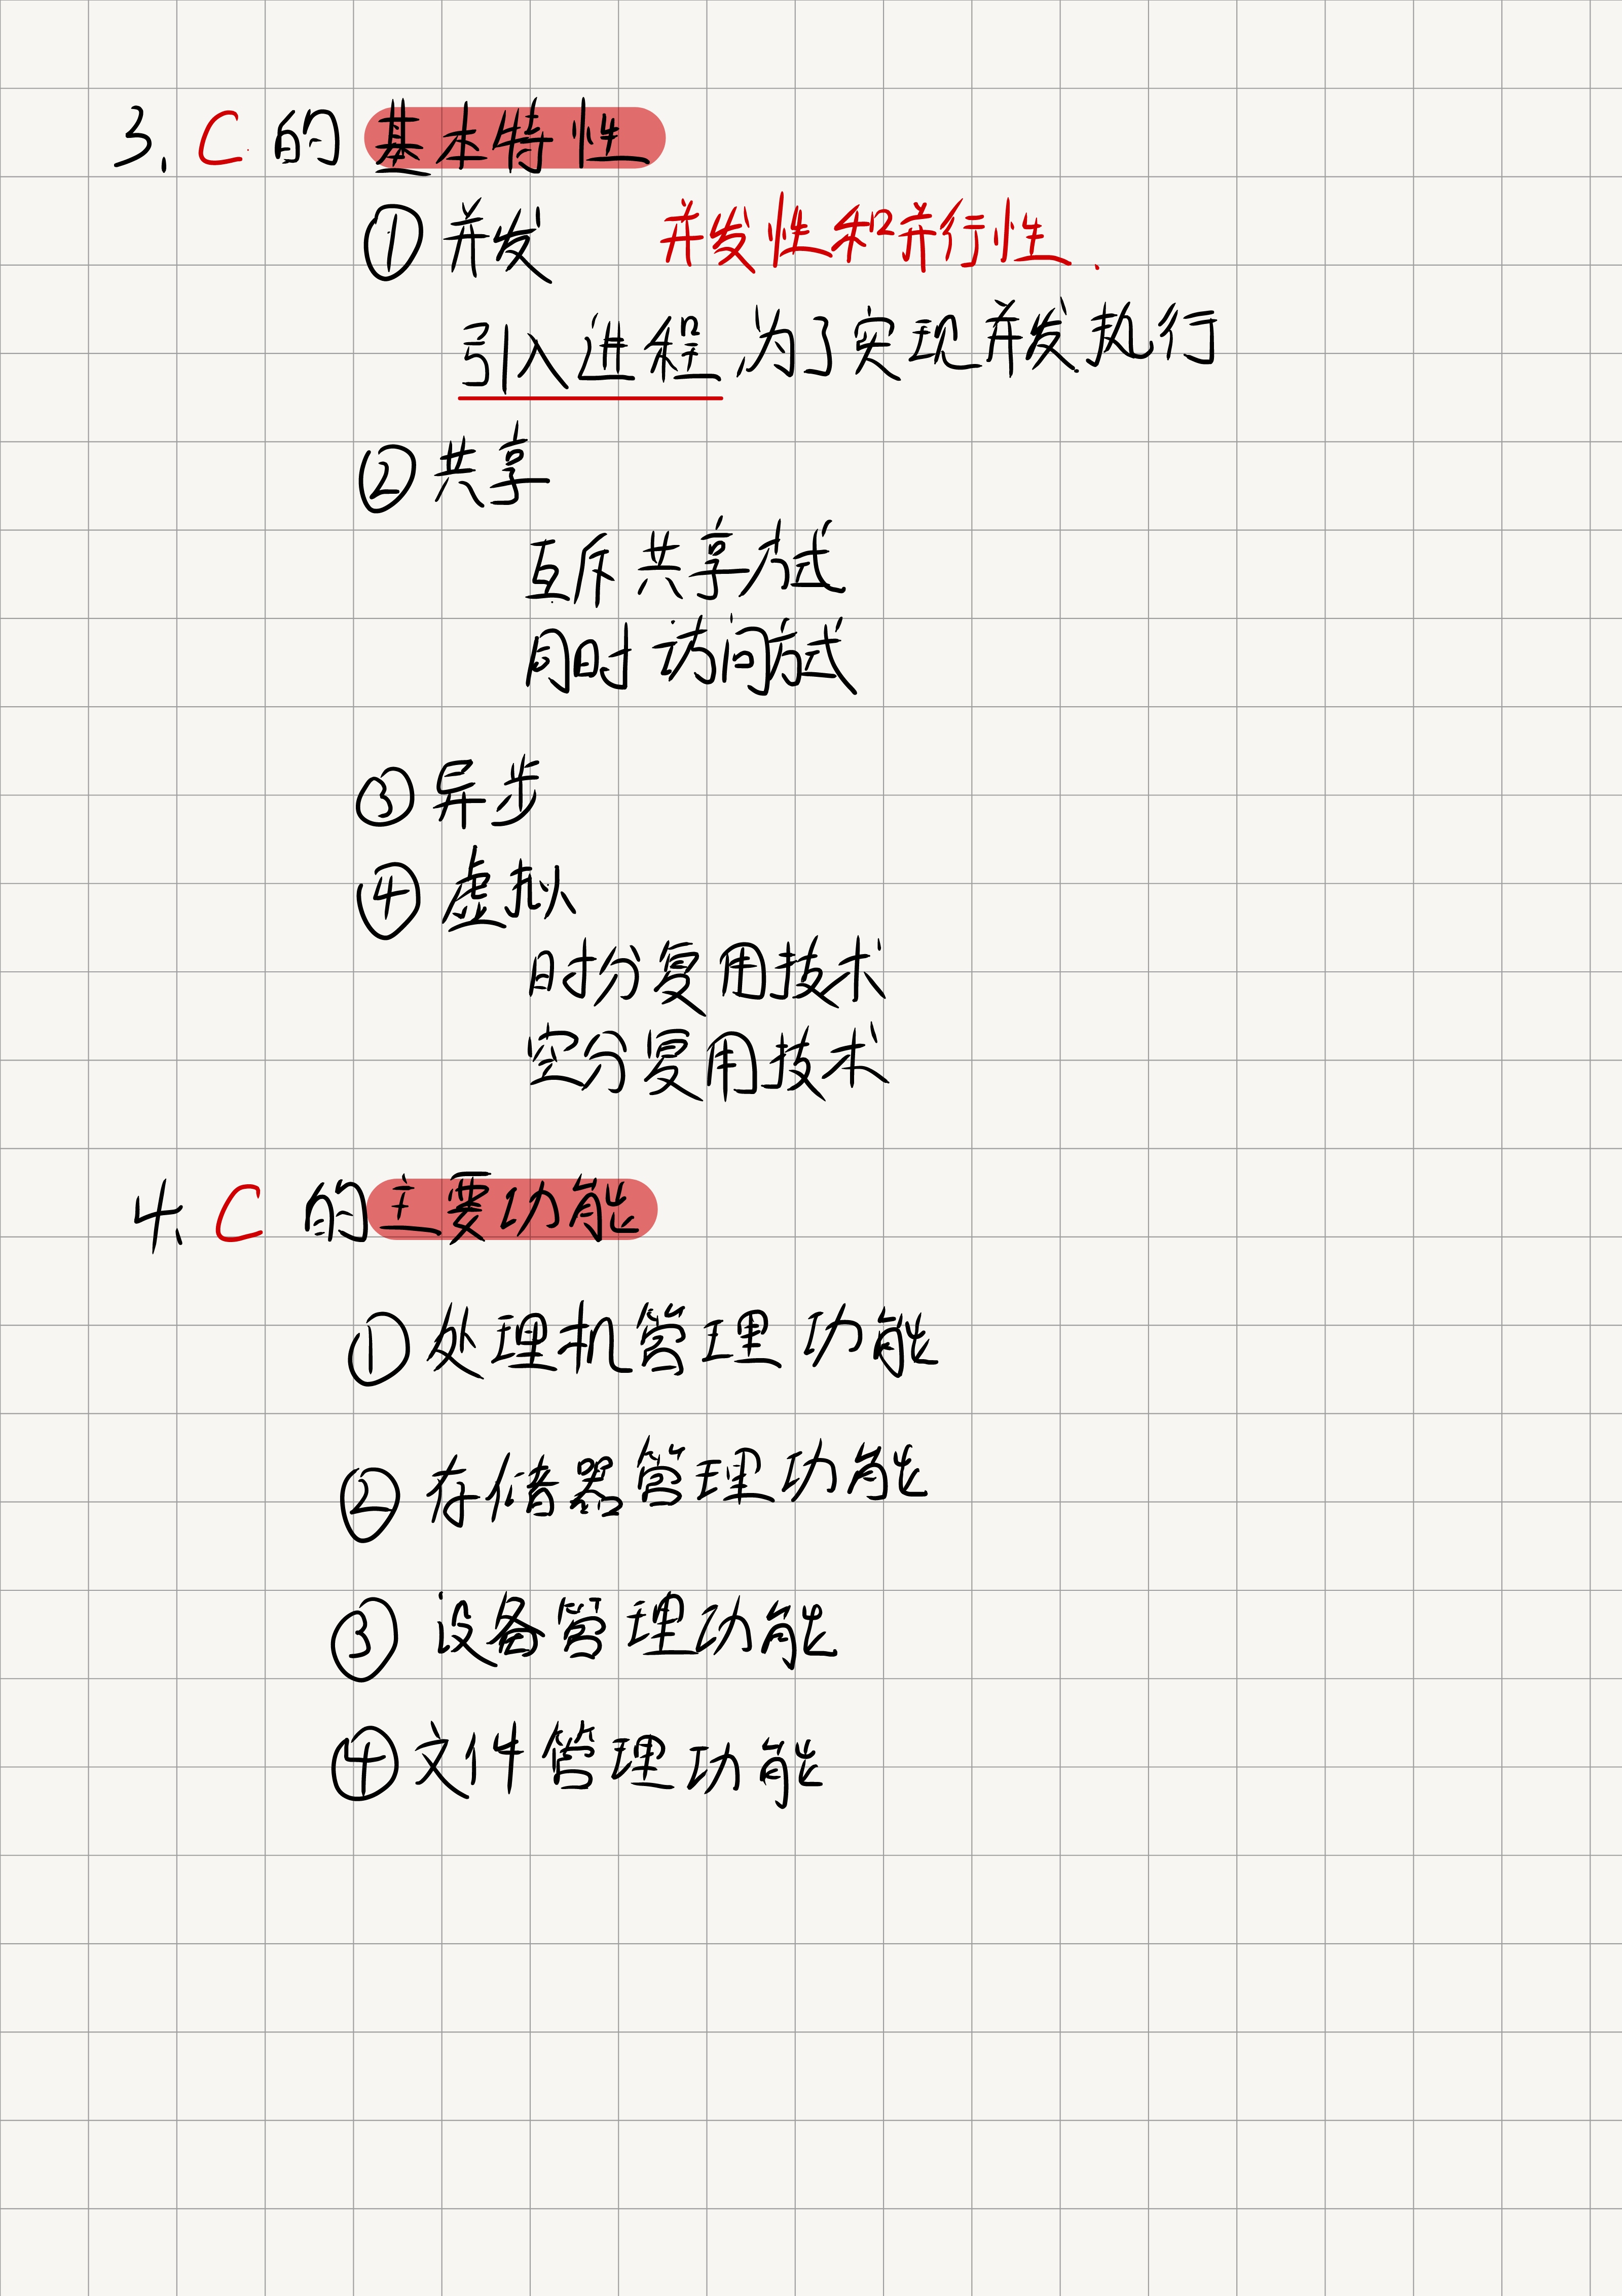 3. C 的 基本特性
① 并发 并发性和并行性.
引入进程,为了实现并发执行
② 共享
互斥共享方式
同时访问方式
③ 异步
④ 虚拟
时分复用技术
空分复用技术
4. C 的主要功能
① 处理机管理功能
② 存储器管理功能
③ 设备管理功能
④ 文件管理功能